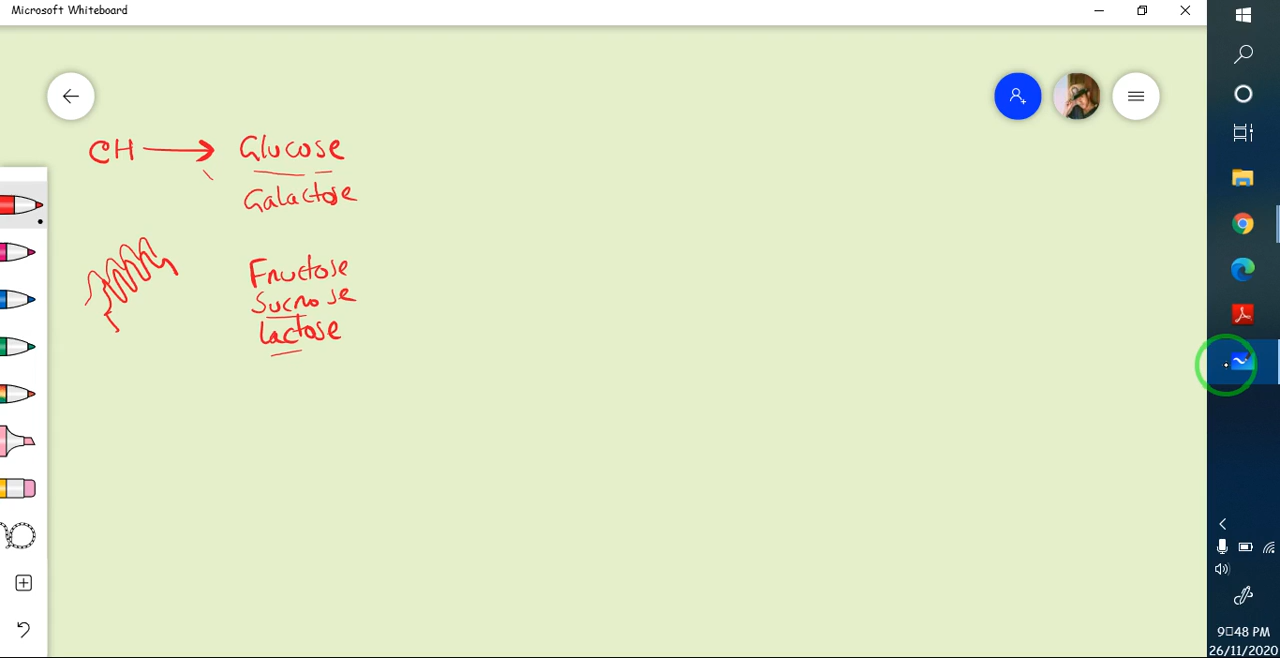 Microsoft Whiteboard
CH → Glucose
Galactose
Fructose
Sucrose
Lactose
9:48 PM
26/11/2020